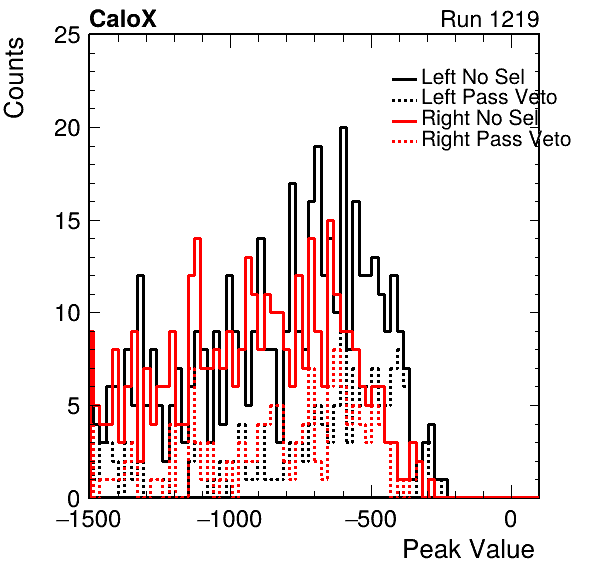 CaloX Run 1219
Counts
25
Left No Sel
Left Pass Veto
Right No Sel
Right Pass Veto
20
15
10
5
0
−1500 −1000 −500 0
Peak Value